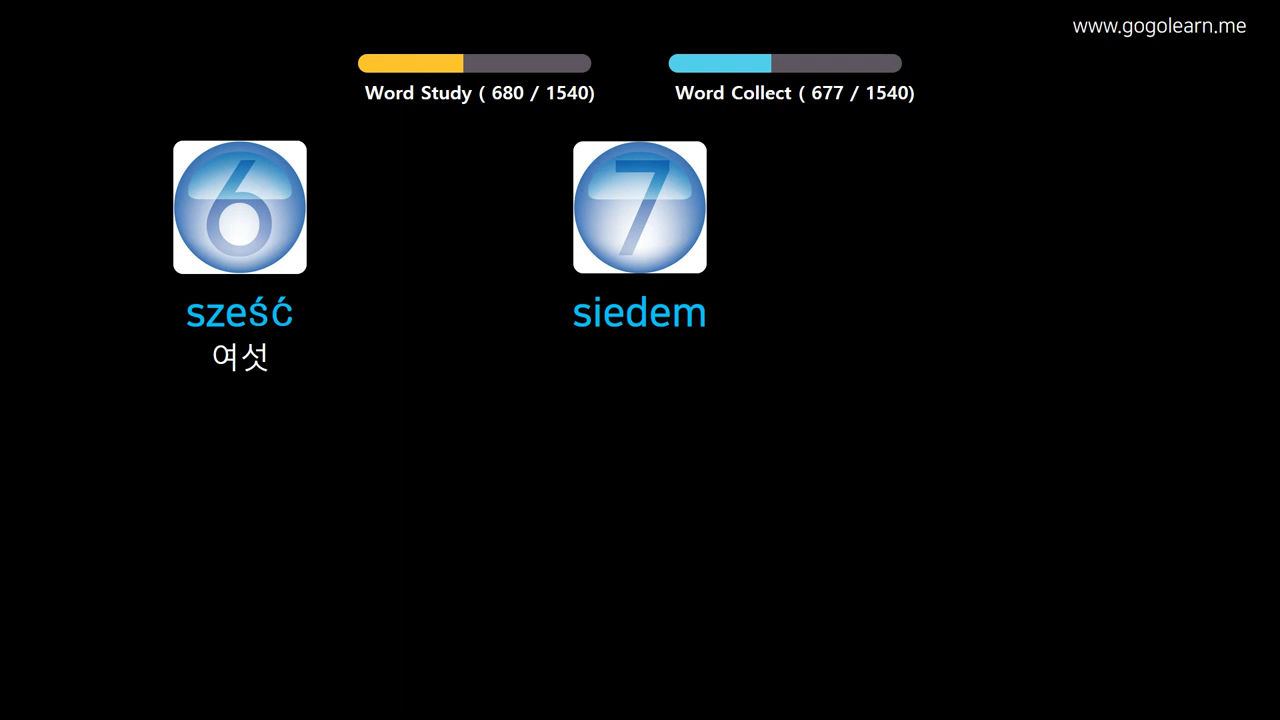 www.gogolearn.me
Word Study ( 680 / 1540)
Word Collect ( 677 / 1540)
6
7
sześć
siedem
여섯